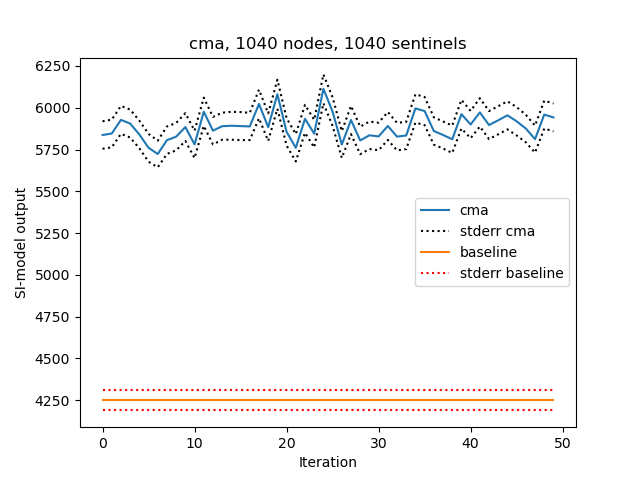 cma, 1040 nodes, 1040 sentinels
6250
6000
5750
5500
5250
5000
4750
4500
4250
SI-model output
cma
stderr cma
baseline
stderr baseline
0 10 20 30 40 50
Iteration